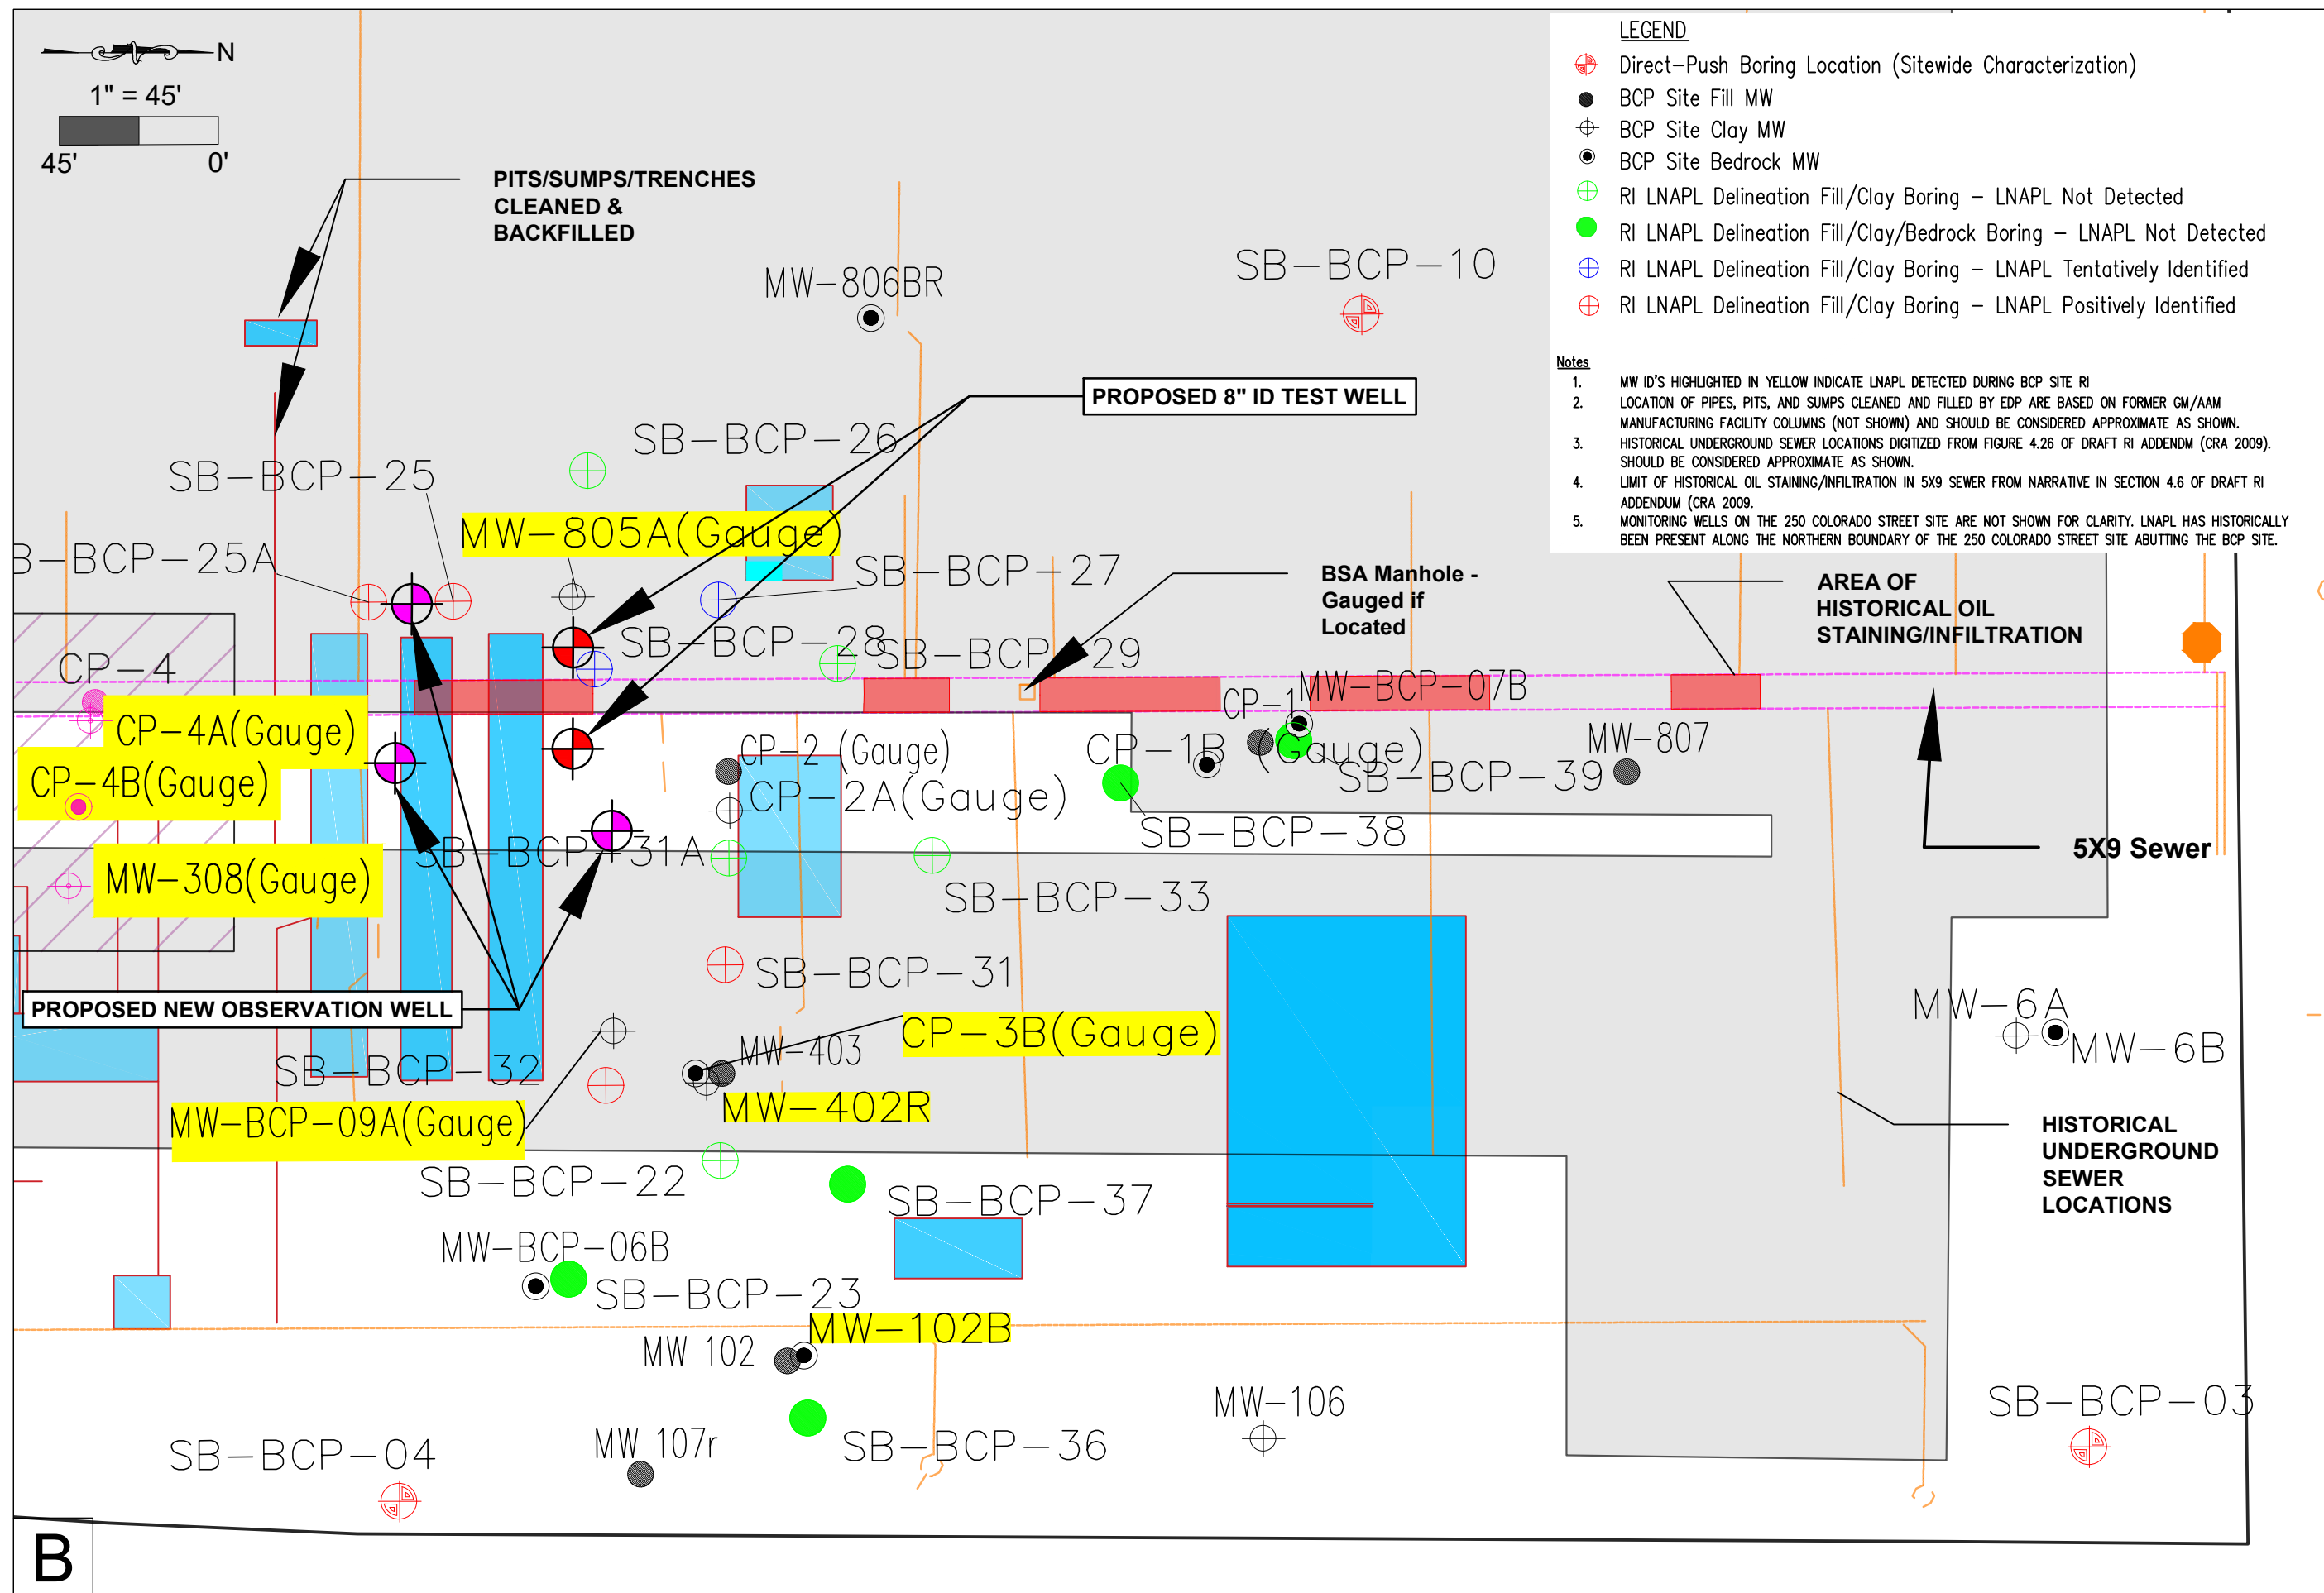 N
1" = 45'
45' 0'
PITS/SUMPS/TRENCHES
CLEANED &
BACKFILLED
LEGEND
Direct-Push Boring Location (Sitewide Characterization)
BCP Site Fill MW
BCP Site Clay MW
BCP Site Bedrock MW
RI LNAPL Delineation Fill/Clay Boring - LNAPL Not Detected
RI LNAPL Delineation Fill/Clay/Bedrock Boring - LNAPL Not Detected
RI LNAPL Delineation Fill/Clay Boring - LNAPL Tentatively Identified
RI LNAPL Delineation Fill/Clay Boring - LNAPL Positively Identified
Notes
1. MW ID'S HIGHLIGHTED IN YELLOW INDICATE LNAPL DETECTED DURING BCP SITE RI
2. LOCATION OF PIPES, PITS, AND SUMPS CLEANED AND FILLED BY EDP ARE BASED ON FORMER GM/AAM
MANUFACTURING FACILITY COLUMNS (NOT SHOWN) AND SHOULD BE CONSIDERED APPROXIMATE AS SHOWN.
3. HISTORICAL UNDERGROUND SEWER LOCATIONS DIGITIZED FROM FIGURE 4.26 OF DRAFT RI ADDENDM (CRA 2009).
SHOULD BE CONSIDERED APPROXIMATE AS SHOWN.
4. LIMIT OF HISTORICAL OIL STAINING/INFILTRATION IN 5X9 SEWER FROM NARRATIVE IN SECTION 4.6 OF DRAFT RI
ADDENDUM (CRA 2009.
5. MONITORING WELLS ON THE 250 COLORADO STREET SITE ARE NOT SHOWN FOR CLARITY. LNAPL HAS HISTORICALLY
BEEN PRESENT ALONG THE NORTHERN BOUNDARY OF THE 250 COLORADO STREET SITE ABUTTING THE BCP SITE.
MW-806BR
SB-BCP-10
PROPOSED 8" ID TEST WELL
SB-BCP-26
SB-BCP-25
MW-805A(Gauge)
B-BCP-25A
SB-BCP-27
BSA Manhole -
Gauged if
Located
AREA OF
HISTORICAL OIL
STAINING/INFILTRATION
SB-BCP-28
SB-BCP-29
CP-4
MW-BCP-07B
CP-1
CP-4A(Gauge)
CP-2 (Gauge)
CP-1B (Gauge)
MW-807
CP-4B(Gauge)
SB-BCP-39
CP-2A(Gauge)
SB-BCP-38
SB-BCP-31A
5X9 Sewer
MW-308(Gauge)
SB-BCP-33
SB-BCP-31
PROPOSED NEW OBSERVATION WELL
MW-6A
CP-3B(Gauge)
MW-403
MW-6B
SB-BCP-32
MW-402R
MW-BCP-09A(Gauge)
HISTORICAL
UNDERGROUND
SEWER
LOCATIONS
SB-BCP-22
SB-BCP-37
MW-BCP-06B
SB-BCP-23
MW-102B
MW 102
MW-106
SB-BCP-03
SB-BCP-04
MW 107r
SB-BCP-36
B